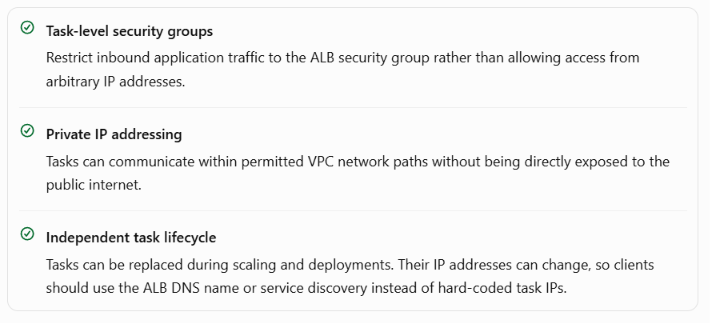 Task-level security groups
Restrict inbound application traffic to the ALB security group rather than allowing access from
arbitrary IP addresses.
Private IP addressing
Tasks can communicate within permitted VPC network paths without being directly exposed to the
public internet.
Independent task lifecycle
Tasks can be replaced during scaling and deployments. Their IP addresses can change, so clients
should use the ALB DNS name or service discovery instead of hard-coded task IPs.